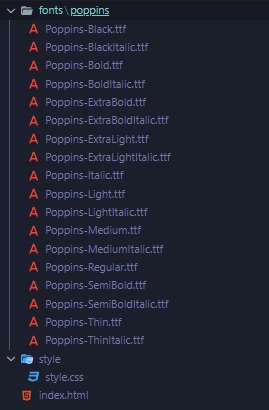 fonts\poppins
Poppins-Black.ttf
Poppins-BlackItalic.ttf
Poppins-Bold.ttf
Poppins-BoldItalic.ttf
Poppins-ExtraBold.ttf
Poppins-ExtraBoldItalic.ttf
Poppins-ExtraLight.ttf
Poppins-ExtraLightItalic.ttf
Poppins-Italic.ttf
Poppins-Light.ttf
Poppins-LightItalic.ttf
Poppins-Medium.ttf
Poppins-MediumItalic.ttf
Poppins-Regular.ttf
Poppins-SemiBold.ttf
Poppins-SemiBoldItalic.ttf
Poppins-Thin.ttf
Poppins-ThinItalic.ttf
style
style.css
index.html